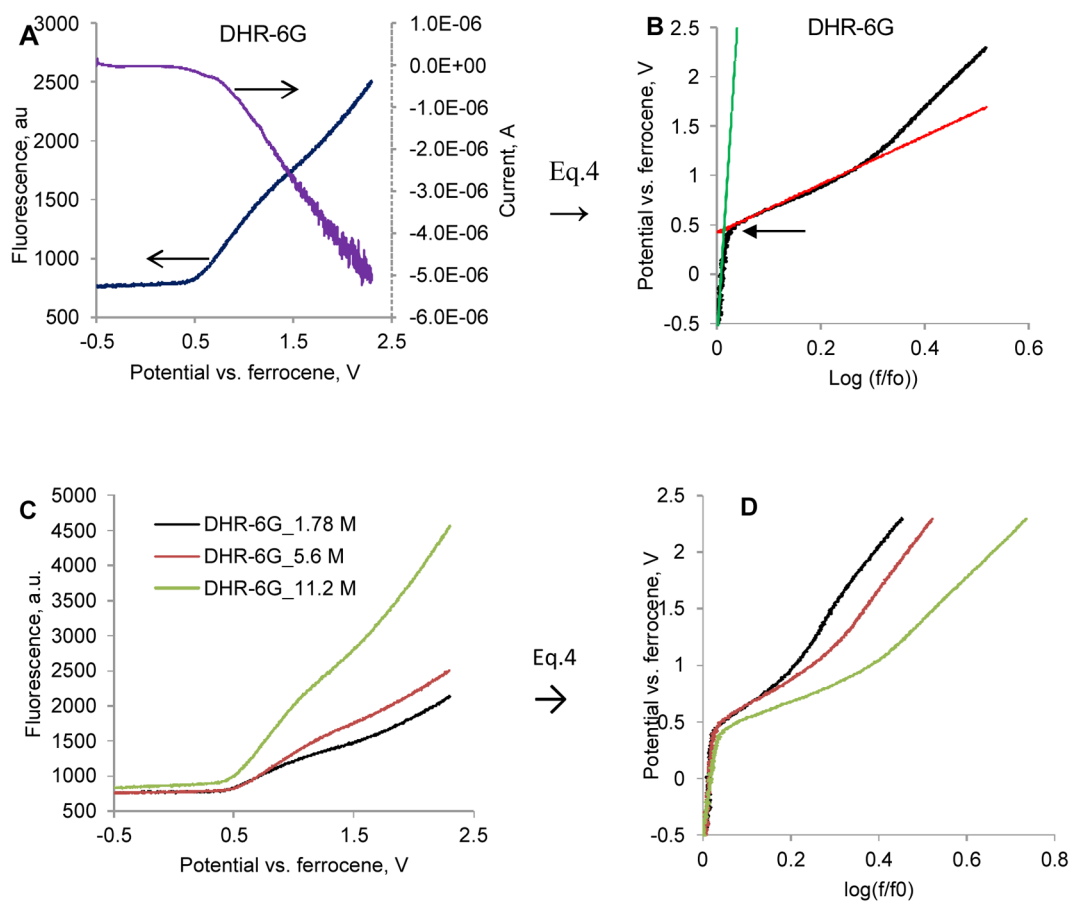 A
DHR-6G
Fluorescence, au
3000
2500
2000
1500
1000
500
-0.5
0.5
1.5
2.5
Potential vs. ferrocene, V
1.0E-06
0.0E+00
-1.0E-06
-2.0E-06
-3.0E-06
-4.0E-06
-5.0E-06
-6.0E-06
Current, A
Eq.4
→
B
DHR-6G
Potential vs. ferrocene, V
2.5
2
1.5
1
0.5
0
-0.5
0
0.2
0.4
0.6
Log (f/fo))
C
Fluorescence, a.u.
5000
4500
4000
3500
3000
2500
2000
1500
1000
500
DHR-6G_1.78 M
DHR-6G_5.6 M
DHR-6G_11.2 M
-0.5
0.5
1.5
2.5
Potential vs. ferrocene, V
Eq.4
→
D
Potential vs. ferrocene, V
2.5
2
1.5
1
0.5
0
-0.5
0
0.2
0.4
0.6
0.8
log(f/f0)